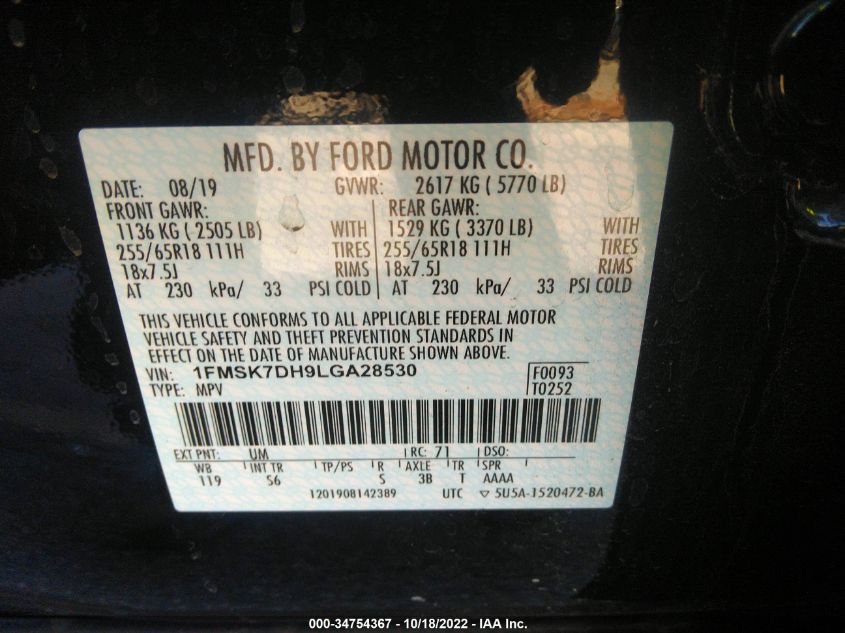 MFD. BY FORD MOTOR CO.
DATE: 08/19 GVWR: 2617 KG ( 5770 LB)
FRONT GAWR: REAR GAWR:
1136 KG ( 2505 LB) WITH 1529 KG ( 3370 LB) WITH
255/65R18 111H TIRES 255/65R18 111H TIRES
18x7.5J RIMS 18x7.5J RIMS
AT 230 kPa/ 33 PSI COLD AT 230 kPa/ 33 PSI COLD
THIS VEHICLE CONFORMS TO ALL APPLICABLE FEDERAL MOTOR
VEHICLE SAFETY AND THEFT PREVENTION STANDARDS IN
EFFECT ON THE DATE OF MANUFACTURE SHOWN ABOVE.
VIN: 1FMSK7DH9LGA28530 F0093
TYPE: MPV T0252
EXT PNT: UM RC: 71 DSO:
WB INT TR TP/PS R AXLE TR SPR
119 S6 S 3B T AAAA
1201908142389 UTC ▽ 5U5A-1520472-BA
000-34754367 - 10/18/2022 - IAA Inc.